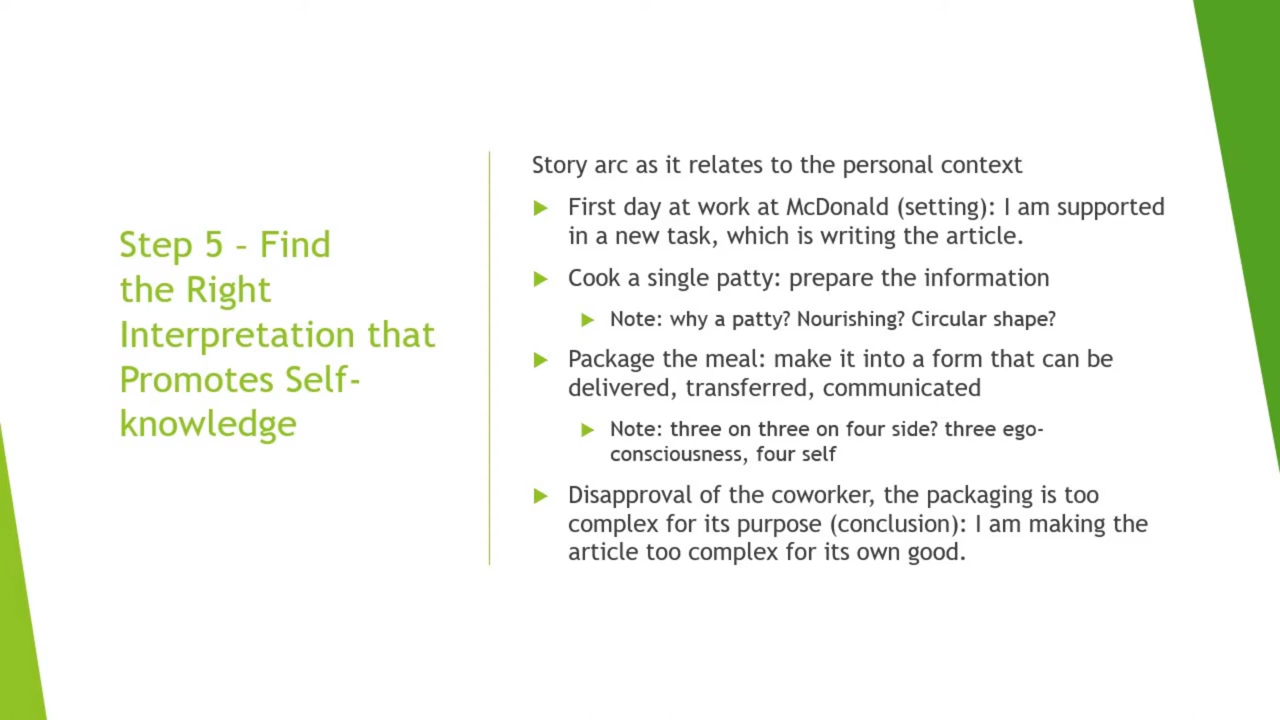 Step 5 – Find
the Right
Interpretation that
Promotes Self-
knowledge
Story arc as it relates to the personal context
First day at work at McDonald (setting): I am supported
in a new task, which is writing the article.
Cook a single patty: prepare the information
Note: why a patty? Nourishing? Circular shape?
Package the meal: make it into a form that can be
delivered, transferred, communicated
Note: three on three on four side? three ego-
consciousness, four self
Disapproval of the coworker, the packaging is too
complex for its purpose (conclusion): I am making the
article too complex for its own good.